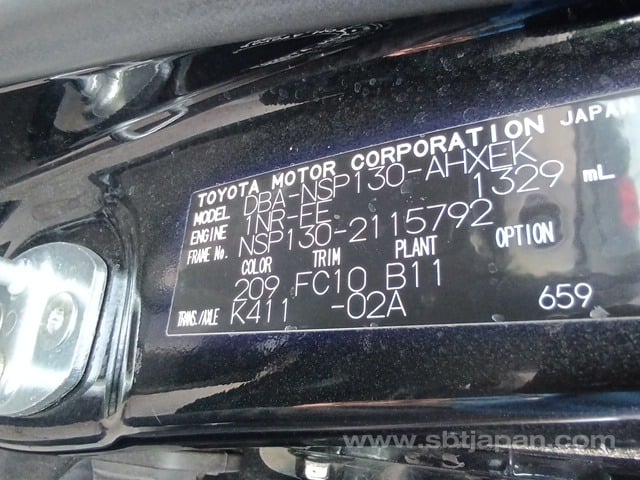 TOYOTA MOTOR CORPORATION JAPAN
MODEL DBA-NSP130-AHXEK
ENGINE 1NR-FE 1329 mL
FRAME No. NSP130-2115792
COLOR TRIM PLANT OPTION
209 FC10 B11
TRANS./AXLE K411 -02A 659
www.sbtjapan.com